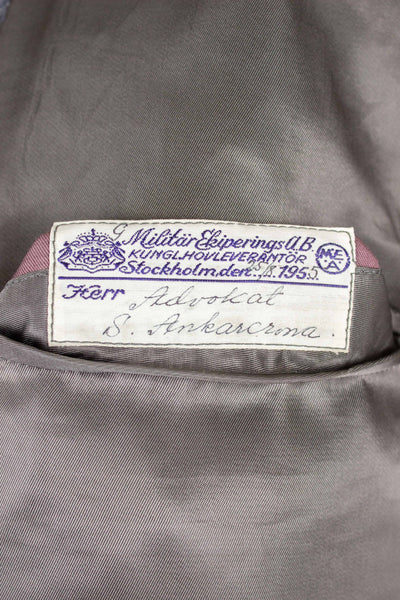 G Militär Ekiperings A.B.
KUNGL. HOVLEVERANTÖR
MEA
Stockholm, den 1955
Herr Advokat
S. Ankarcrona.